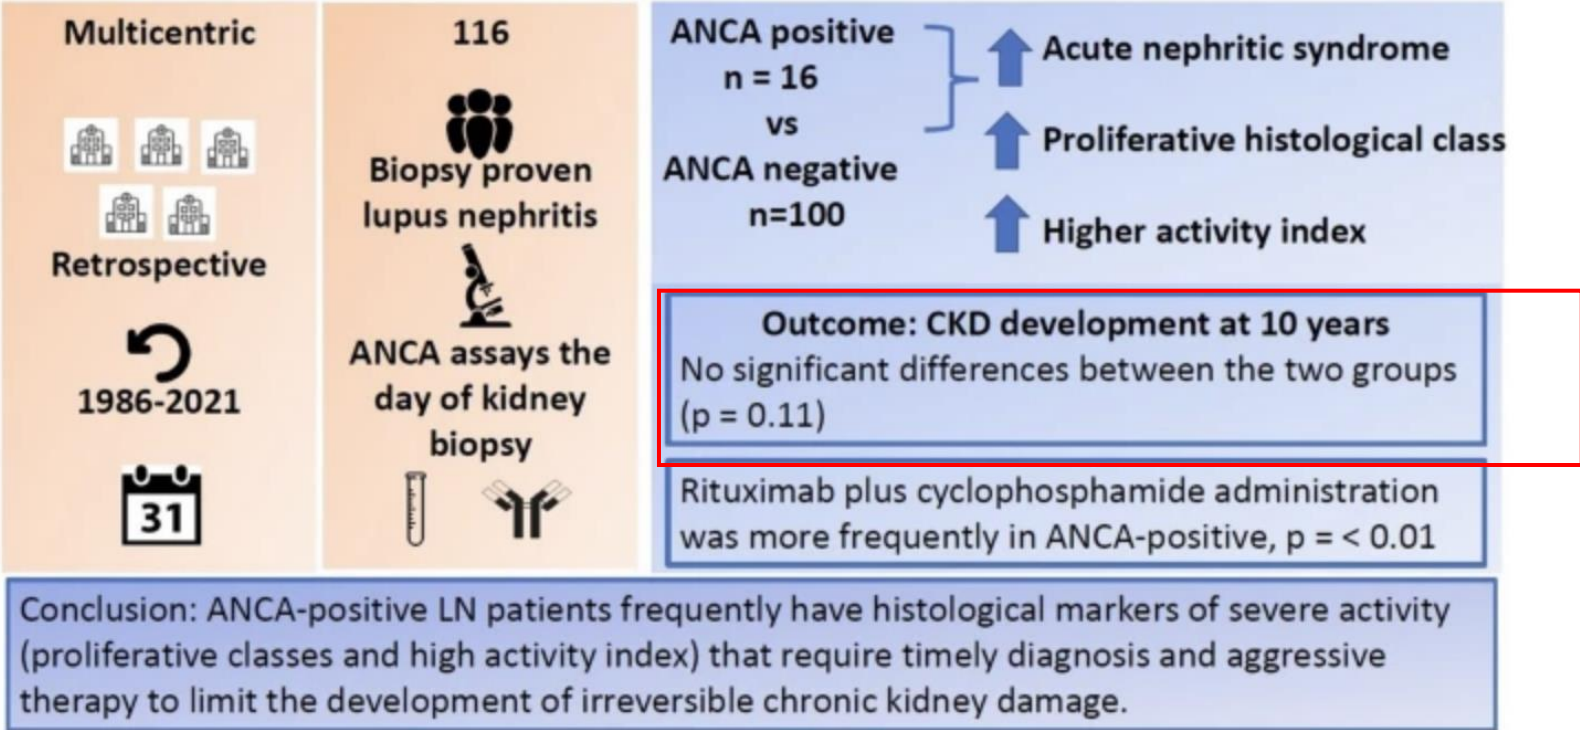 Multicentric
Retrospective
1986-2021
31
116
Biopsy proven
lupus nephritis
ANCA assays the
day of kidney
biopsy
ANCA positive
n = 16
vs
ANCA negative
n=100
Acute nephritic syndrome
Proliferative histological class
Higher activity index
Outcome: CKD development at 10 years
No significant differences between the two groups
(p = 0.11)
Rituximab plus cyclophosphamide administration
was more frequently in ANCA-positive, p = < 0.01
Conclusion: ANCA-positive LN patients frequently have histological markers of severe activity
(proliferative classes and high activity index) that require timely diagnosis and aggressive
therapy to limit the development of irreversible chronic kidney damage.